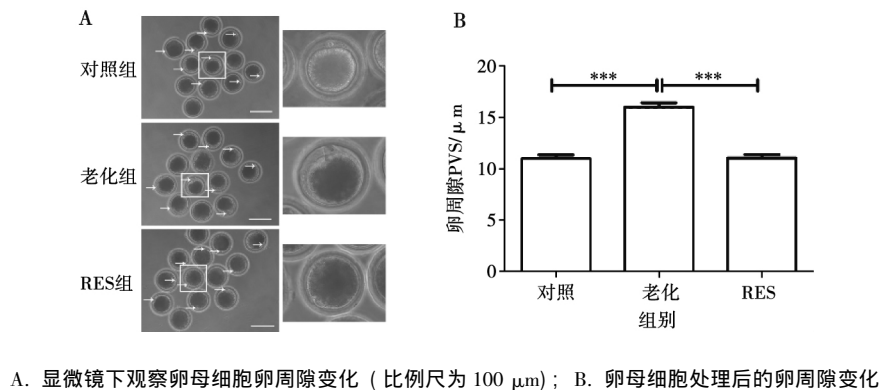 A
对照组
老化组
RES组
B
卵周隙PVS/μm
20
15
10
5
0
***
***
对照
老化
RES
组别
A. 显微镜下观察卵母细胞卵周隙变化（比例尺为 100 μm）； B. 卵母细胞处理后的卵周隙变化